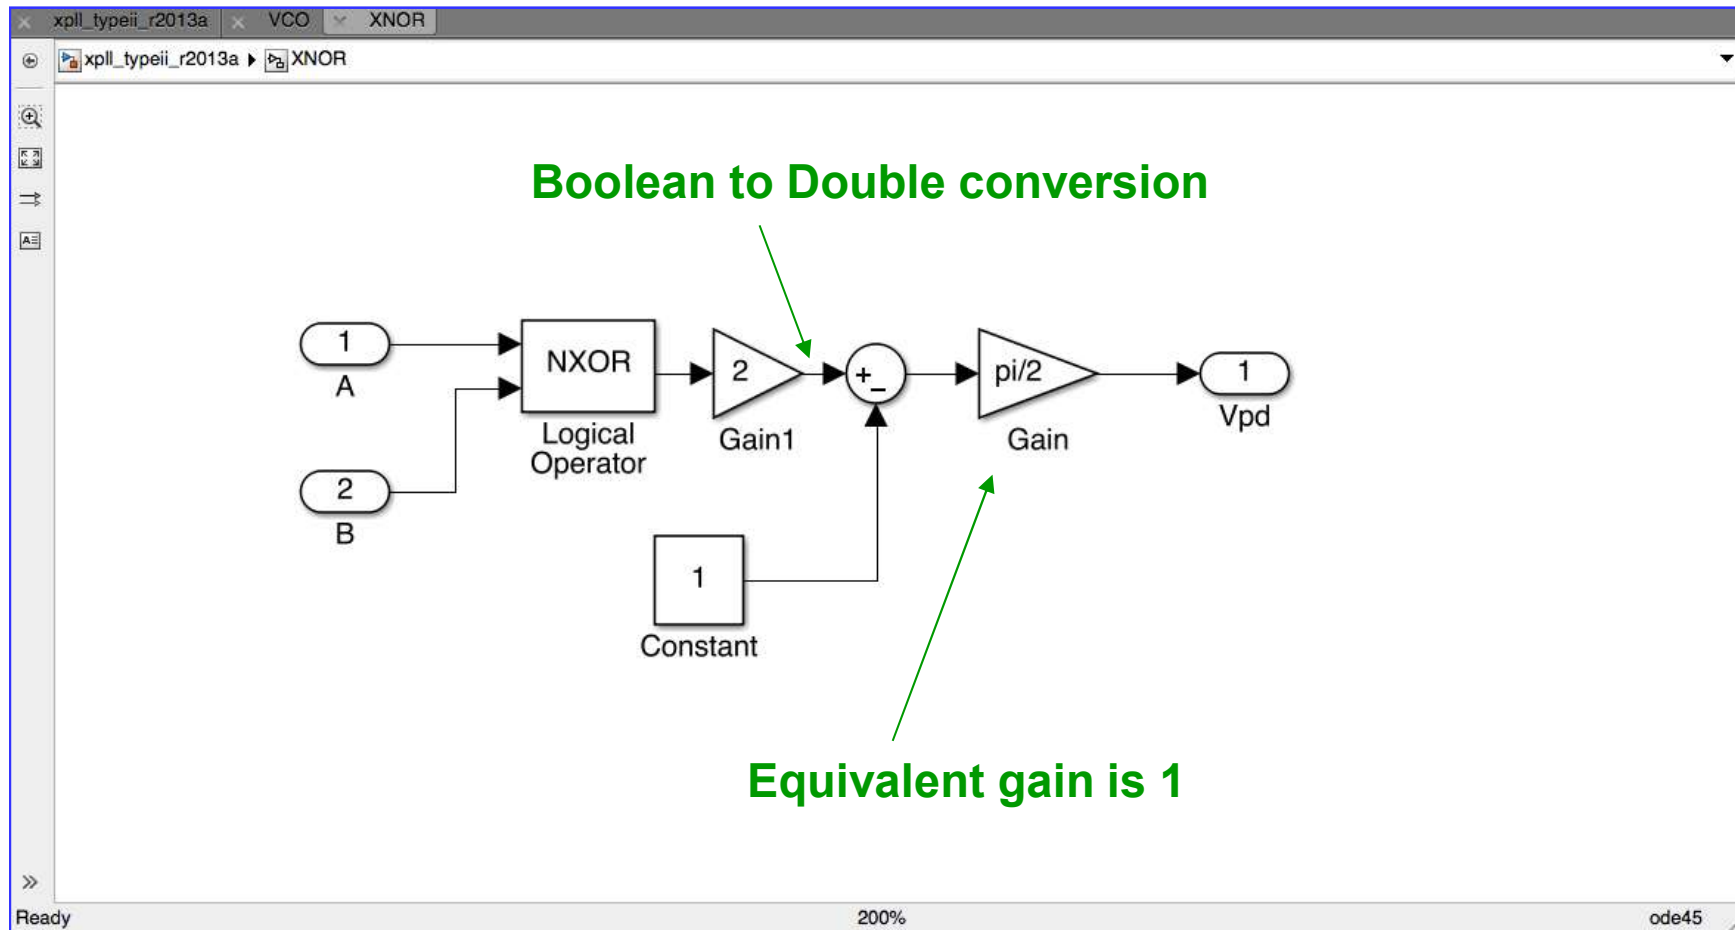 xpll_typeii_r2013a VCO XNOR
xpll_typeii_r2013a XNOR
Boolean to Double conversion
1
A
NXOR
Logical
Operator
2
Gain1
+
-
pi/2
Gain
1
Vpd
2
B
1
Constant
Equivalent gain is 1
Ready 200% ode45